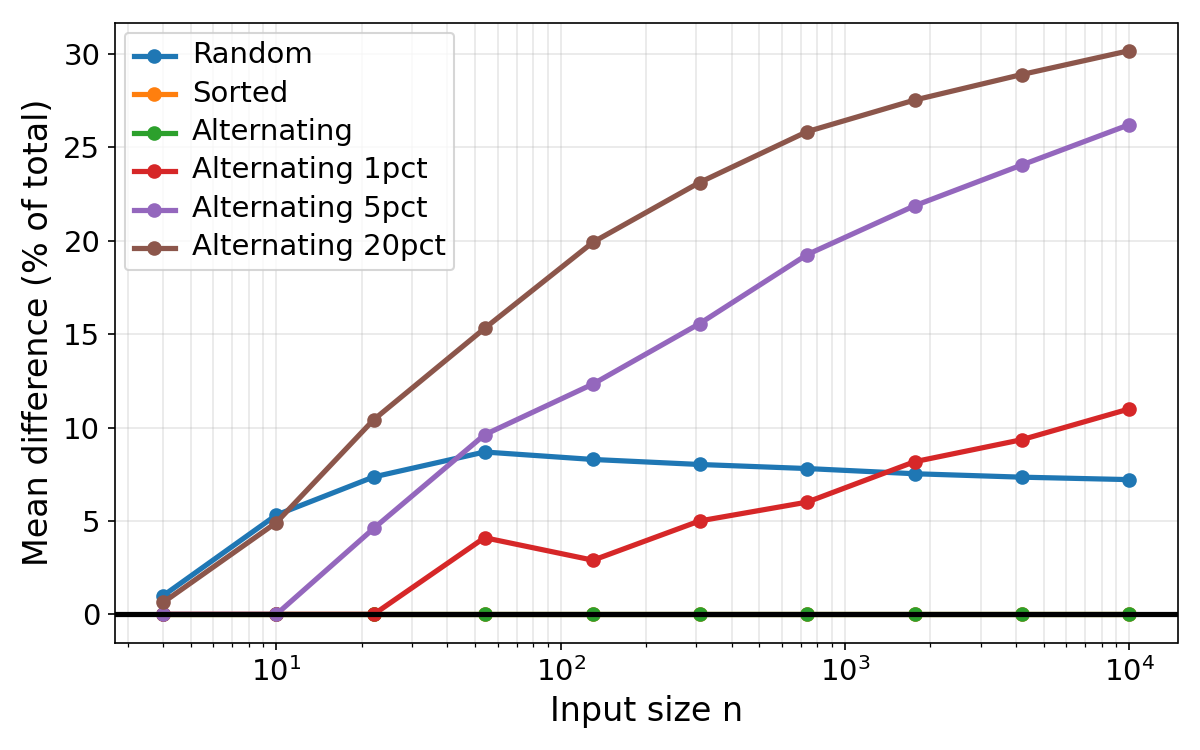 Mean difference (% of total)
30
25
20
15
10
5
0
Random
Sorted
Alternating
Alternating 1pct
Alternating 5pct
Alternating 20pct
10¹ 10² 10³ 10⁴
Input size n